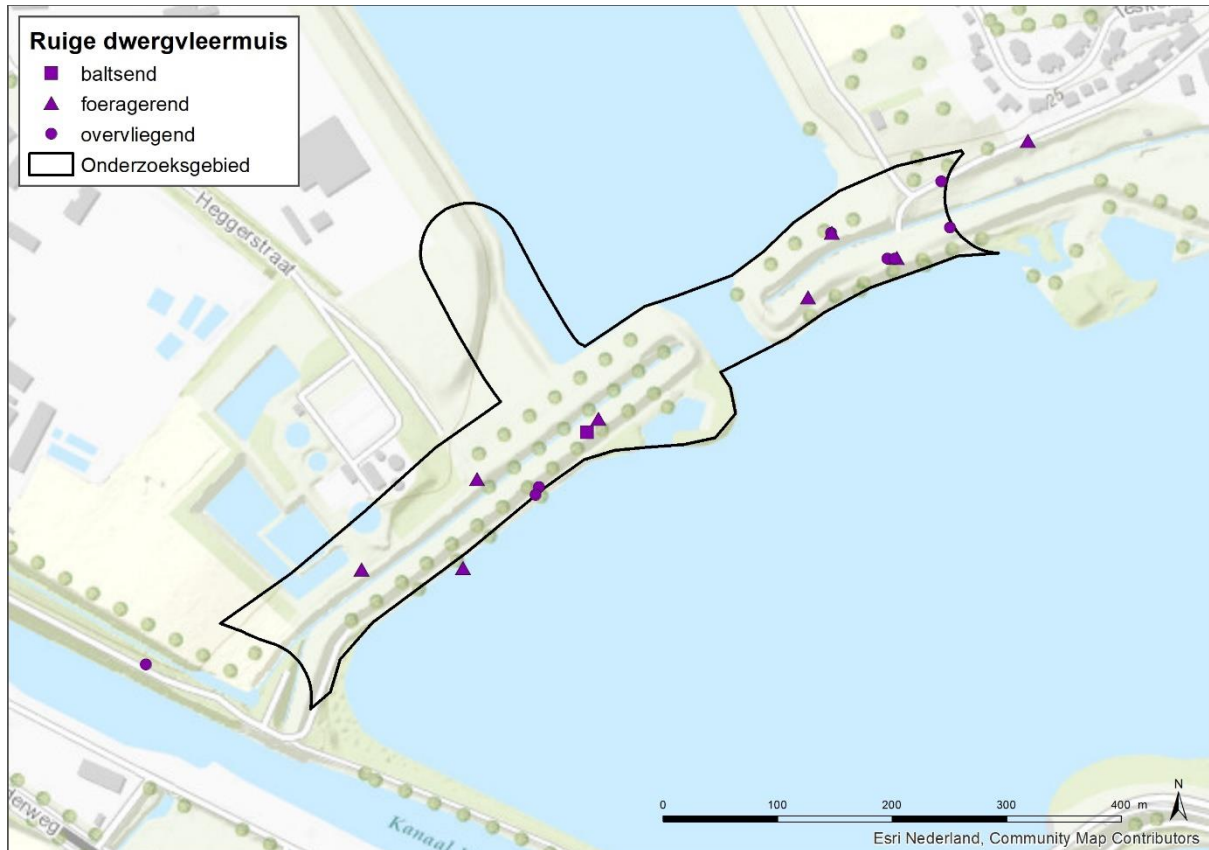 Ruige dwergvleermuis
baltsend
foeragerend
overvliegend
Onderzoeksgebied
Heggerstraat
25
Kanaal
0 100 200 300 400 m
N
Esri Nederland, Community Map Contributors